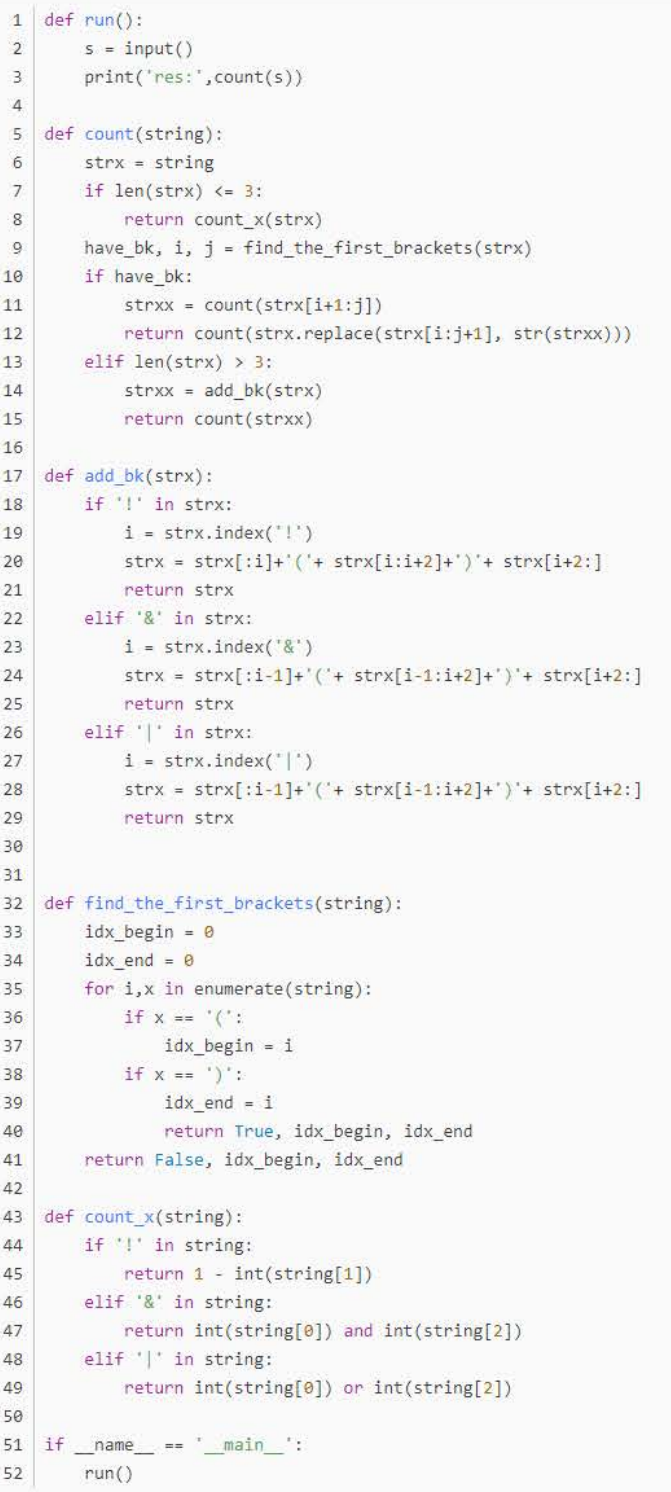 1 def run():
2     s = input()
3     print('res:',count(s))
4
5 def count(string):
6     strx = string
7     if len(strx) <= 3:
8         return count_x(strx)
9     have_bk, i, j = find_the_first_brackets(strx)
10     if have_bk:
11         strxx = count(strx[i+1:j])
12         return count(strx.replace(strx[i:j+1], str(strxx)))
13     elif len(strx) > 3:
14         strxx = add_bk(strx)
15         return count(strxx)
16
17 def add_bk(strx):
18     if '!' in strx:
19         i = strx.index('!')
20         strx = strx[:i]+'('+ strx[i:i+2]+')'+ strx[i+2:]
21         return strx
22     elif '&' in strx:
23         i = strx.index('&')
24         strx = strx[:i-1]+'('+ strx[i-1:i+2]+')'+ strx[i+2:]
25         return strx
26     elif '|' in strx:
27         i = strx.index('|')
28         strx = strx[:i-1]+'('+ strx[i-1:i+2]+')'+ strx[i+2:]
29         return strx
30
31
32 def find_the_first_brackets(string):
33     idx_begin = 0
34     idx_end = 0
35     for i,x in enumerate(string):
36         if x == '(':
37             idx_begin = i
38         if x == ')':
39             idx_end = i
40             return True, idx_begin, idx_end
41     return False, idx_begin, idx_end
42
43 def count_x(string):
44     if '!' in string:
45         return 1 - int(string[1])
46     elif '&' in string:
47         return int(string[0]) and int(string[2])
48     elif '|' in string:
49         return int(string[0]) or int(string[2])
50
51 if __name__ == '__main__':
52     run()